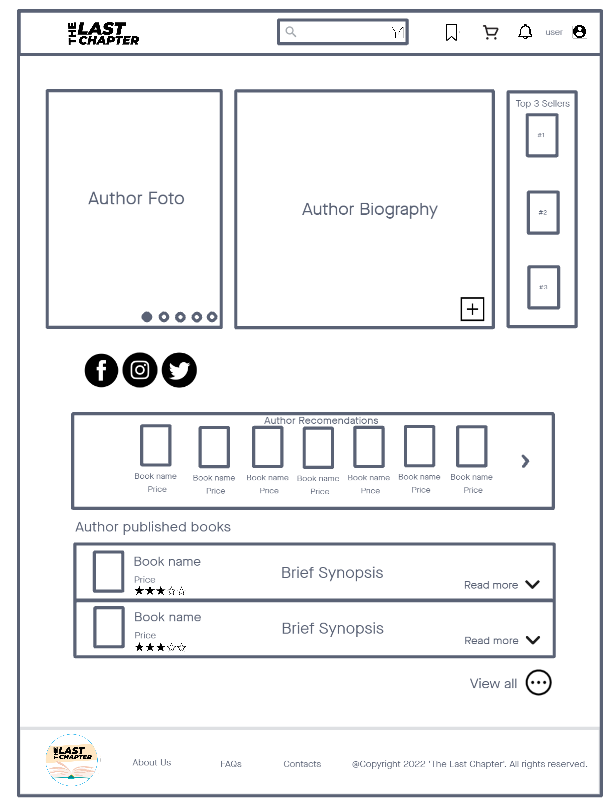 THE LAST
CHAPTER
user
Top 3 Sellers
Author Foto
Author Biography
#1
#2
#3
Author Recomendations
Book name Book name Book name Book name Book name Book name Book name
Price Price Price Price Price Price Price
Author published books
Book name
Price
Brief Synopsis
Read more
Book name
Price
Brief Synopsis
Read more
View all
THE LAST
CHAPTER
About Us
FAQs
Contacts
@Copyright 2022 'The Last Chapter'. All rights reserved.